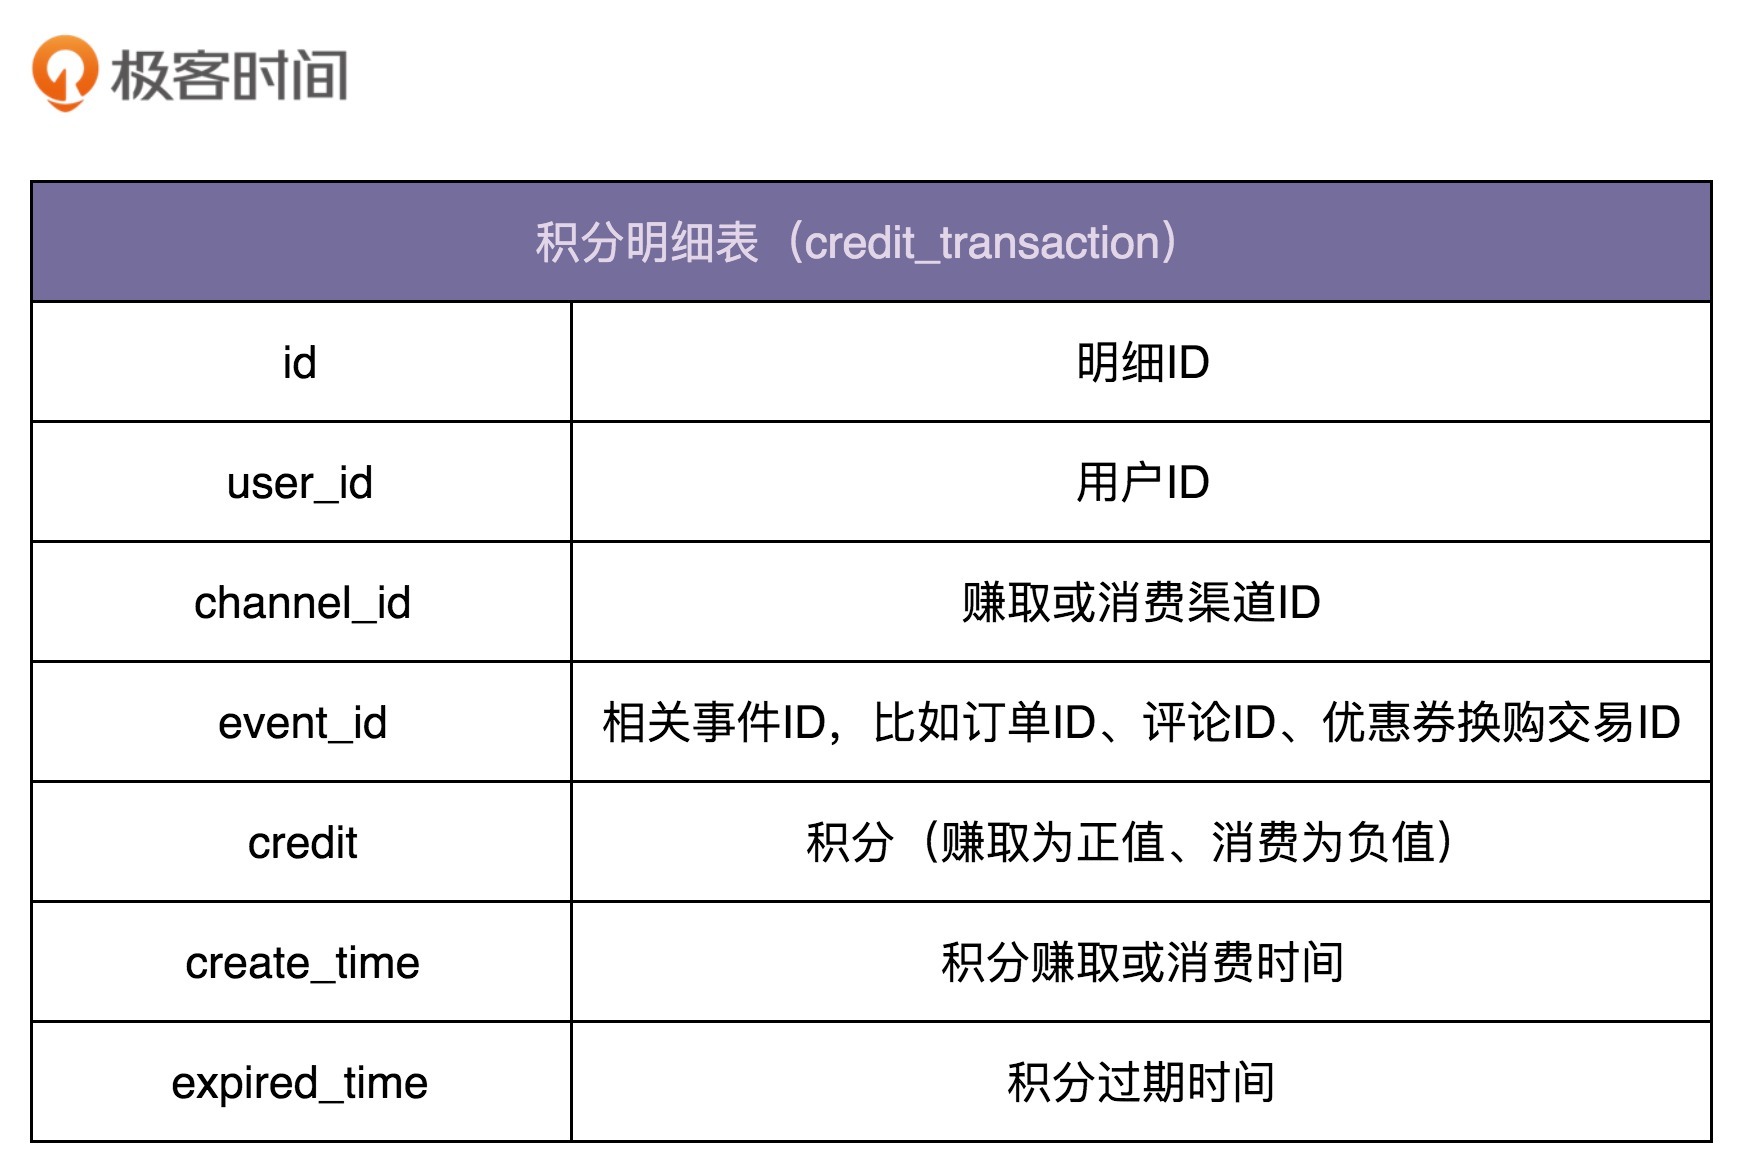 极客时间
积分明细表（credit_transaction）
id 明细ID
user_id 用户ID
channel_id 赚取或消费渠道ID
event_id 相关事件ID，比如订单ID、评论ID、优惠券换购交易ID
credit 积分（赚取为正值、消费为负值）
create_time 积分赚取或消费时间
expired_time 积分过期时间